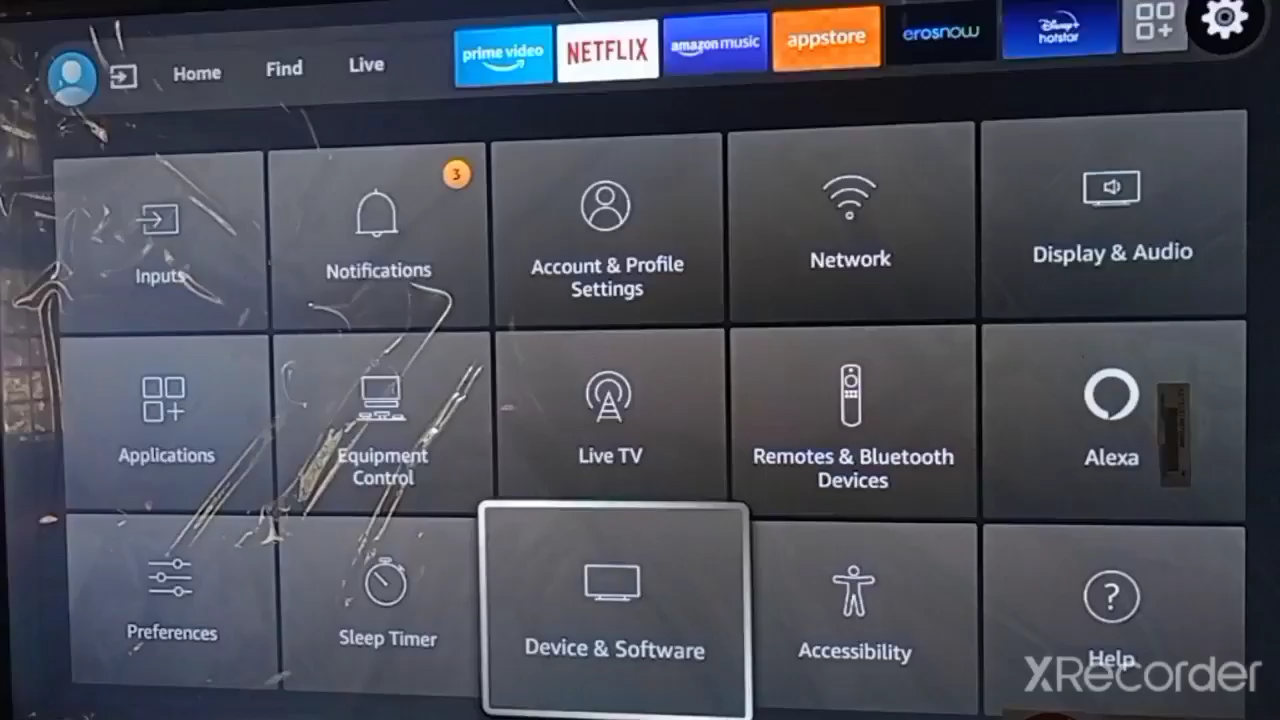 Home
Find
Live
prime video
NETFLIX
amazon music
appstore
erosnow
Disney+
hotstar
3
Inputs
Notifications
Account & Profile
Settings
Network
Display & Audio
Applications
Equipment
Control
Live TV
Remotes & Bluetooth
Devices
Alexa
Preferences
Sleep Timer
Device & Software
Accessibility
?
Help
XRecorder